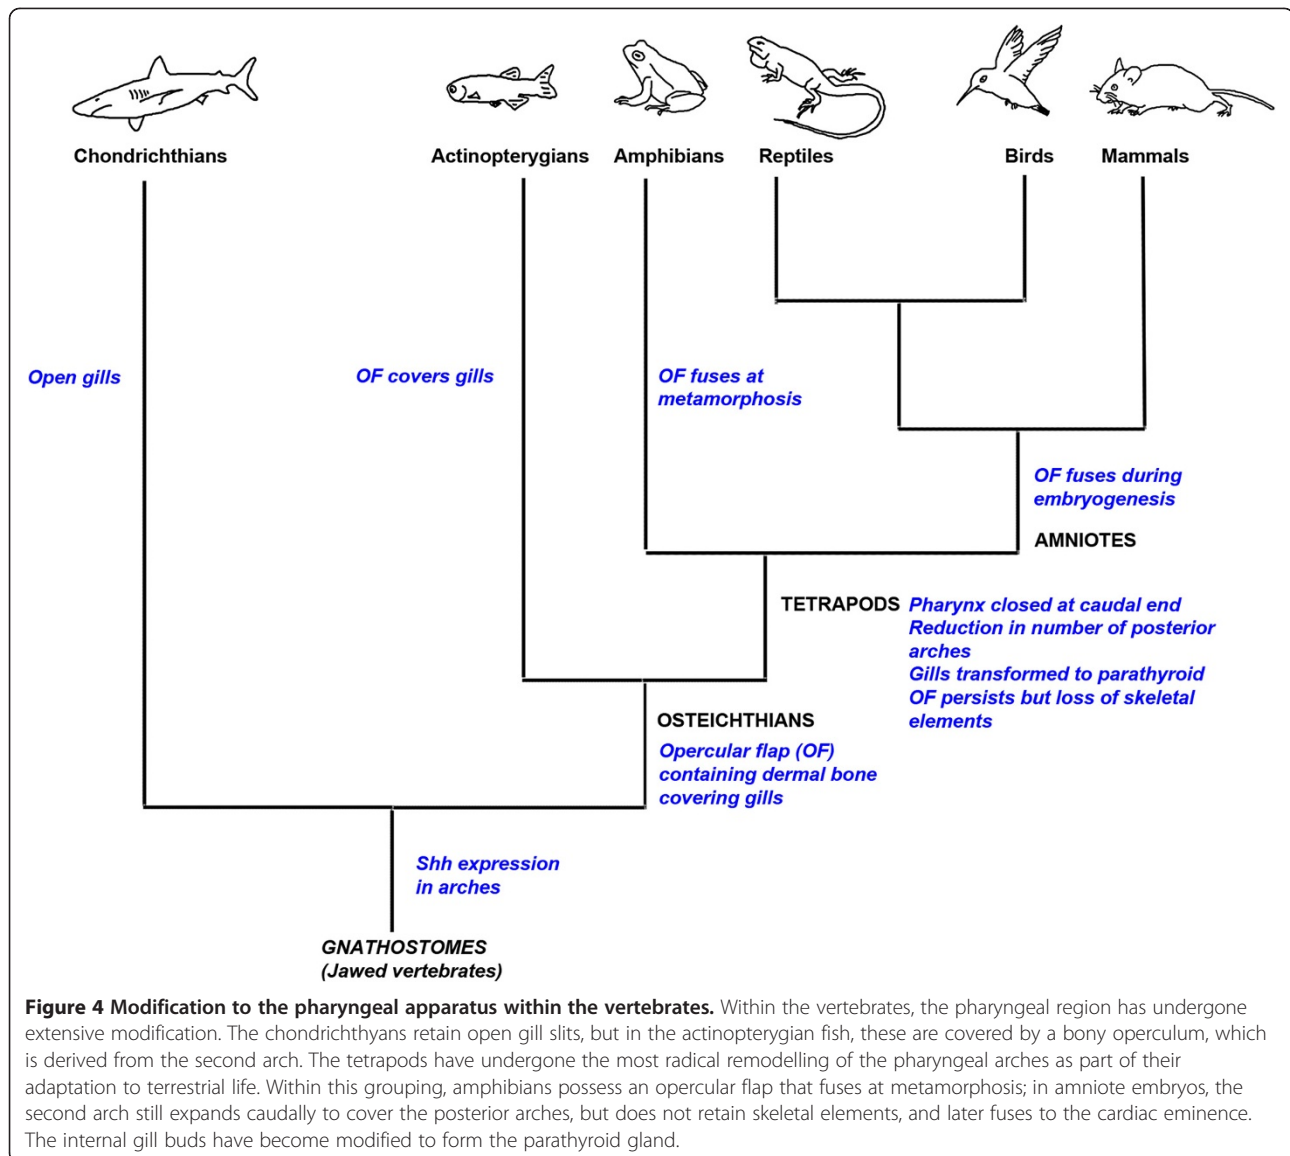 Chondrichthians
Actinopterygians
Amphibians
Reptiles
Birds
Mammals
Open gills
OF covers gills
OF fuses at
metamorphosis
OF fuses during
embryogenesis
AMNIOTES
TETRAPODS
Pharynx closed at caudal end
Reduction in number of posterior
arches
Gills transformed to parathyroid
OF persists but loss of skeletal
elements
OSTEICHTHIANS
Opercular flap (OF)
containing dermal bone
covering gills
Shh expression
in arches
GNATHOSTOMES
(Jawed vertebrates)
Figure 4 Modification to the pharyngeal apparatus within the vertebrates. Within the vertebrates, the pharyngeal region has undergone
extensive modification. The chondrichthyans retain open gill slits, but in the actinopterygian fish, these are covered by a bony operculum, which
is derived from the second arch. The tetrapods have undergone the most radical remodelling of the pharyngeal arches as part of their
adaptation to terrestrial life. Within this grouping, amphibians possess an opercular flap that fuses at metamorphosis; in amniote embryos, the
second arch still expands caudally to cover the posterior arches, but does not retain skeletal elements, and later fuses to the cardiac eminence.
The internal gill buds have become modified to form the parathyroid gland.